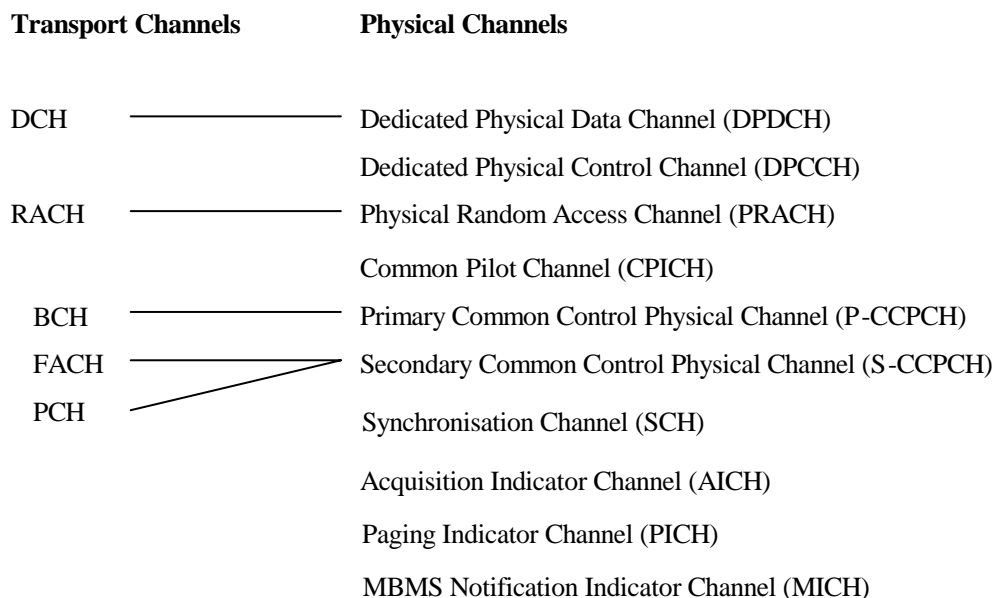 Transport Channels Physical Channels
DCH Dedicated Physical Data Channel (DPDCH)
Dedicated Physical Control Channel (DPCCH)
RACH Physical Random Access Channel (PRACH)
Common Pilot Channel (CPICH)
BCH Primary Common Control Physical Channel (P-CCPCH)
FACH Secondary Common Control Physical Channel (S-CCPCH)
PCH
Synchronisation Channel (SCH)
Acquisition Indicator Channel (AICH)
Paging Indicator Channel (PICH)
MBMS Notification Indicator Channel (MICH)